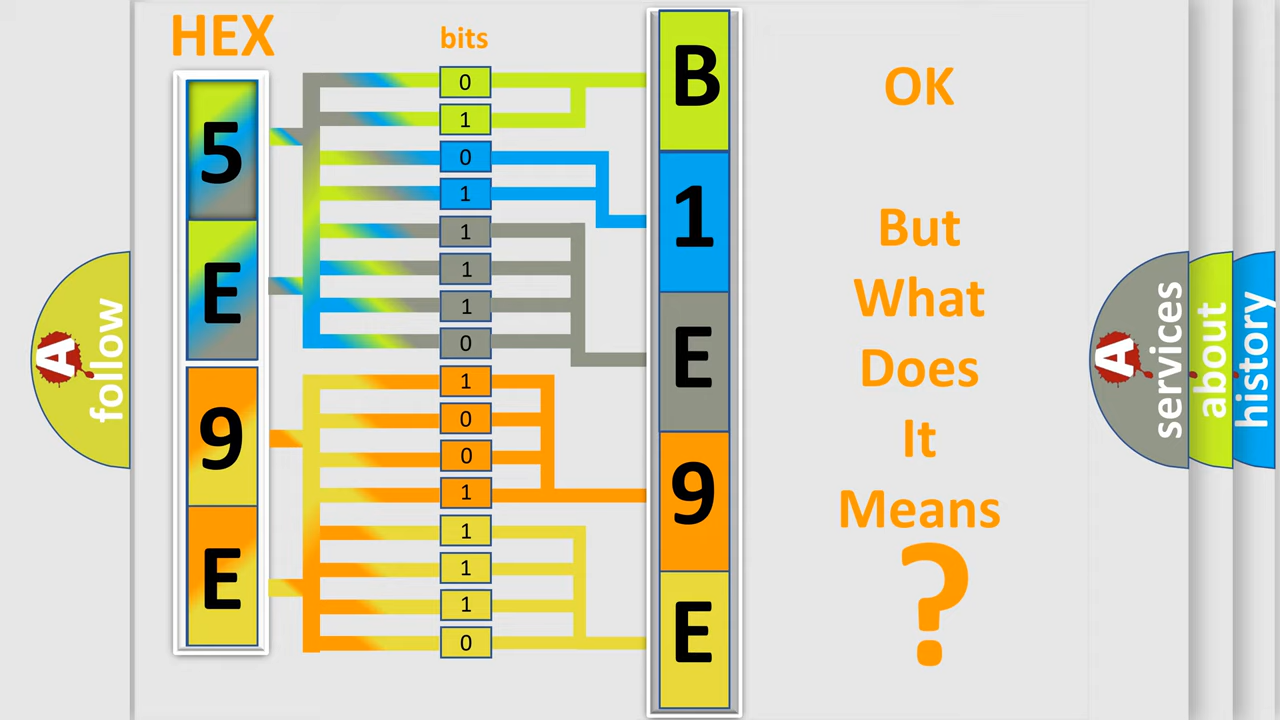 HEX
bits
5
E
9
E
0
1
0
1
1
1
1
0
1
0
0
1
1
1
1
0
B
1
E
9
E
OK
But
What
Does
It
Means
?
A
follow
A
services
about
history